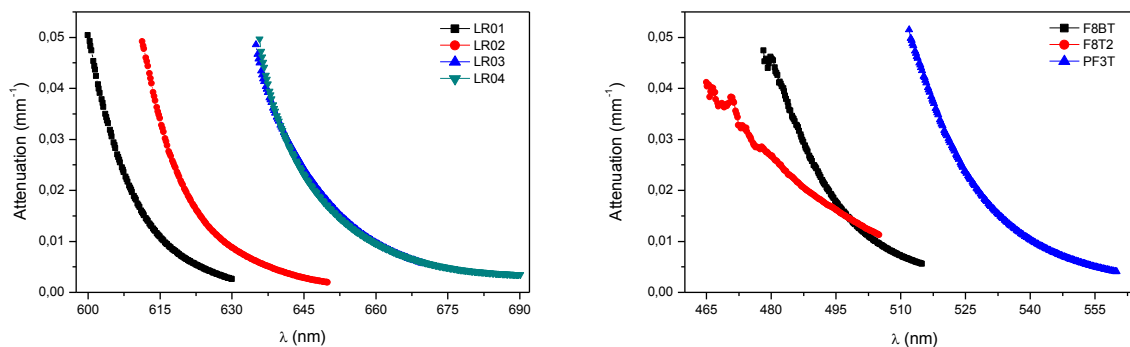 0,05
0,04
0,03
0,02
0,01
0,00
Attenuation (mm⁻¹)
600
615
630
645
660
675
690
λ (nm)
LR01
LR02
LR03
LR04
0,05
0,04
0,03
0,02
0,01
0,00
Attenuation (mm⁻¹)
465
480
495
510
525
540
555
λ (nm)
F8BT
F8T2
PF3T